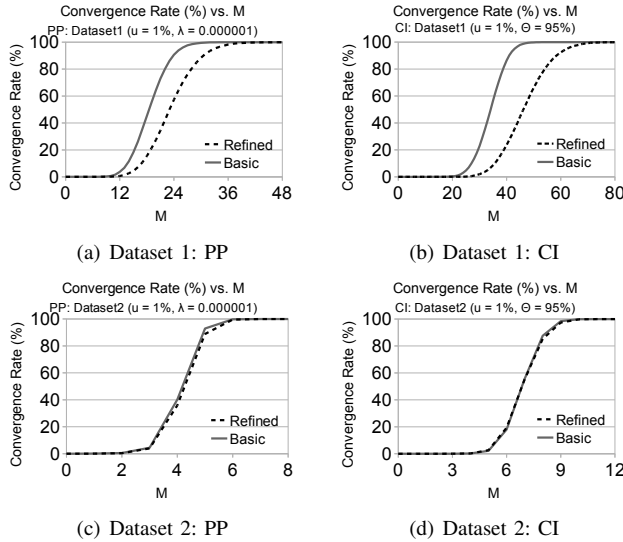 Convergence Rate (%) vs. M
PP: Dataset1 (u = 1%, λ = 0.000001)
Convergence Rate (%)
100
80
60
40
20
0
Refined
Basic
0 12 24 36 48
M
(a) Dataset 1: PP
Convergence Rate (%) vs. M
CI: Dataset1 (u = 1%, Θ = 95%)
Convergence Rate (%)
100
80
60
40
20
0
Refined
Basic
0 20 40 60 80
M
(b) Dataset 1: CI
Convergence Rate (%) vs. M
PP: Dataset2 (u = 1%, λ = 0.000001)
Convergence Rate (%)
100
80
60
40
20
0
Refined
Basic
0 2 4 6 8
M
(c) Dataset 2: PP
Convergence Rate (%) vs. M
CI: Dataset2 (u = 1%, Θ = 95%)
Convergence Rate (%)
100
80
60
40
20
0
Refined
Basic
0 3 6 9 12
M
(d) Dataset 2: CI